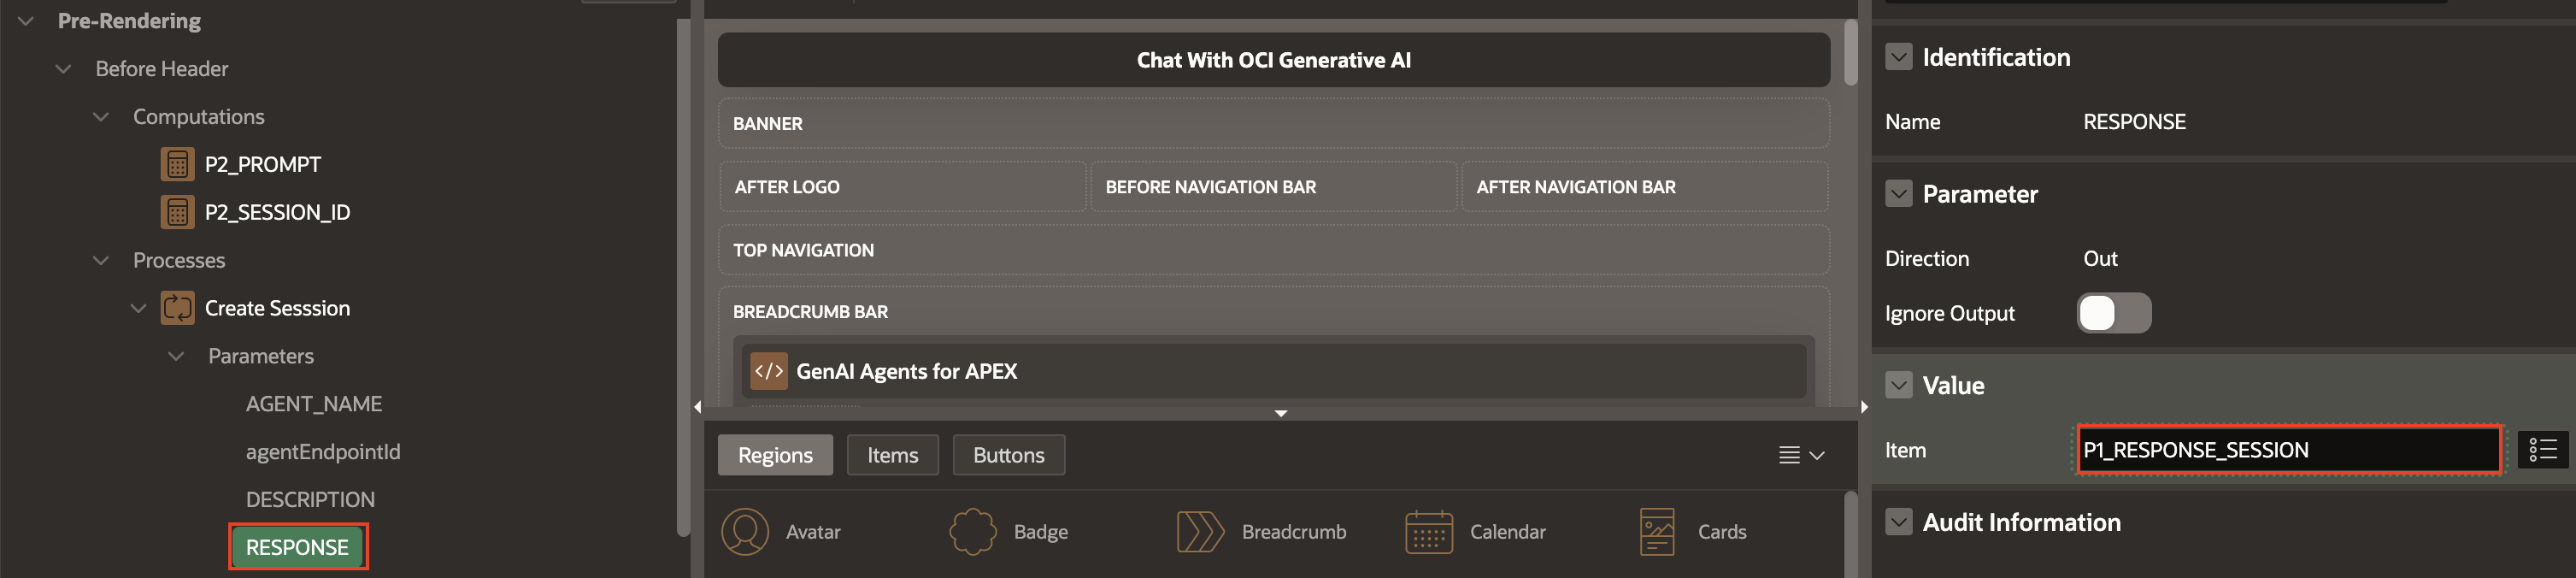 Pre-Rendering
Before Header
Computations
P2_PROMPT
P2_SESSION_ID
Processes
Create Sesssion
Parameters
AGENT_NAME
agentEndpointId
DESCRIPTION
RESPONSE
Chat With OCI Generative AI
BANNER
AFTER LOGO
BEFORE NAVIGATION BAR
AFTER NAVIGATION BAR
TOP NAVIGATION
BREADCRUMB BAR
GenAI Agents for APEX
Regions
Items
Buttons
Avatar
Badge
Breadcrumb
Calendar
Cards
Identification
Name RESPONSE
Parameter
Direction Out
Ignore Output
Value
Item P1_RESPONSE_SESSION
Audit Information